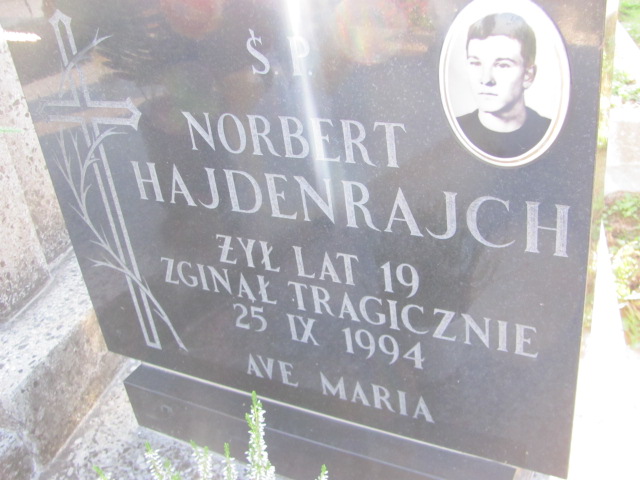 Ś.P.
NORBERT
HAJDENRAJCH
ŻYŁ LAT 19
ZGINĄŁ TRAGICZNIE
25 IX 1994
AVE MARIA